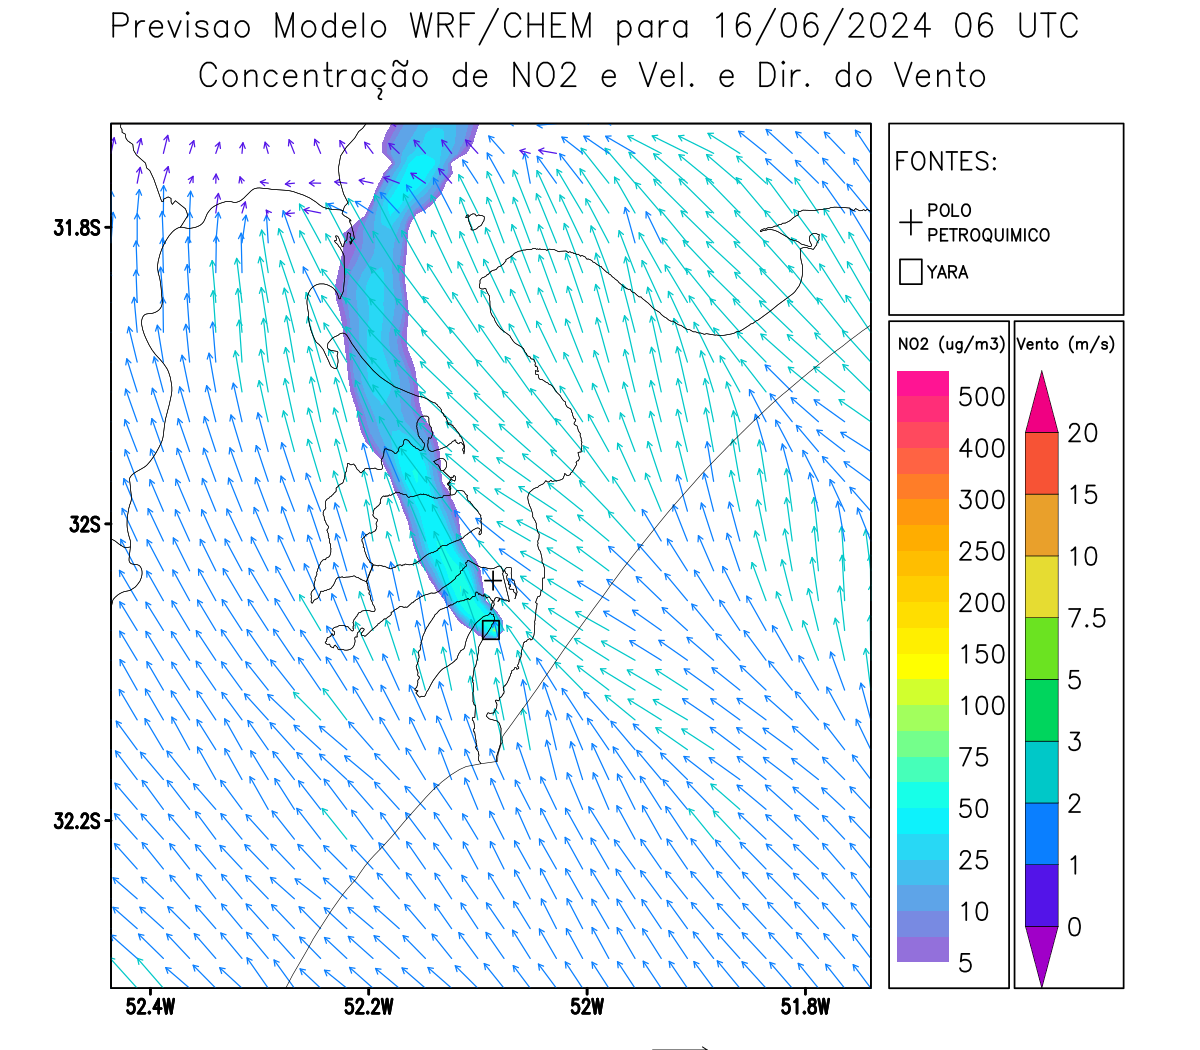 Previsao Modelo WRF/CHEM para 16/06/2024 06 UTC
Concentração de NO2 e Vel. e Dir. do Vento
FONTES:
POLO
PETROQUIMICO
YARA
NO2 (ug/m3)
500
400
300
250
200
150
100
75
50
25
10
5
Vento (m/s)
20
15
10
7.5
5
3
2
1
0
31.8S
32S
32.2S
52.4W
52.2W
52W
51.8W